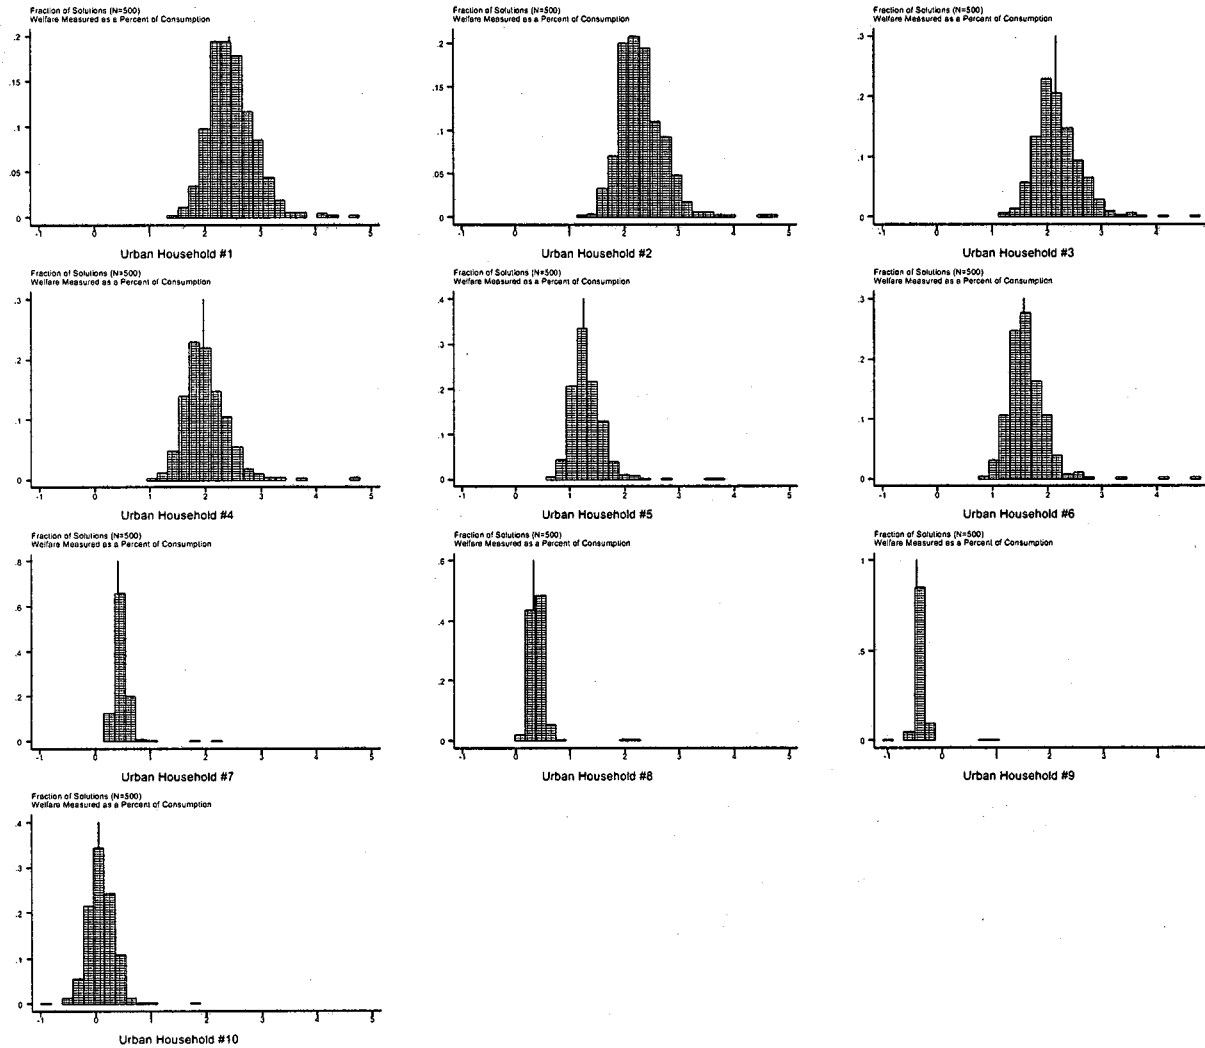 Fraction of Solutions (N=500)
Welfare Measured as a Percent of Consumption
.2
.15
.1
.05
0
-1 0 1 2 3 4 5
Urban Household #1
Fraction of Solutions (N=500)
Welfare Measured as a Percent of Consumption
.2
.15
.1
.05
0
-1 0 1 2 3 4 5
Urban Household #2
Fraction of Solutions (N=500)
Welfare Measured as a Percent of Consumption
.3
.2
.1
0
-1 0 1 2 3 4
Urban Household #3
Fraction of Solutions (N=500)
Welfare Measured as a Percent of Consumption
.3
.2
.1
0
-1 0 1 2 3 4 5
Urban Household #4
Fraction of Solutions (N=500)
Welfare Measured as a Percent of Consumption
.4
.3
.2
.1
0
-1 0 1 2 3 4 5
Urban Household #5
Fraction of Solutions (N=500)
Welfare Measured as a Percent of Consumption
.3
.2
.1
0
-1 0 1 2 3 4
Urban Household #6
Fraction of Solutions (N=500)
Welfare Measured as a Percent of Consumption
.8
.6
.4
.2
0
-1 0 1 2 3 4 5
Urban Household #7
Fraction of Solutions (N=500)
Welfare Measured as a Percent of Consumption
.6
.4
.2
0
-1 0 1 2 3 4 5
Urban Household #8
Fraction of Solutions (N=500)
Welfare Measured as a Percent of Consumption
1
.5
0
-1 0 1 2 3 4
Urban Household #9
Fraction of Solutions (N=500)
Welfare Measured as a Percent of Consumption
.4
.3
.2
.1
0
-1 0 1 2 3 4 5
Urban Household #10